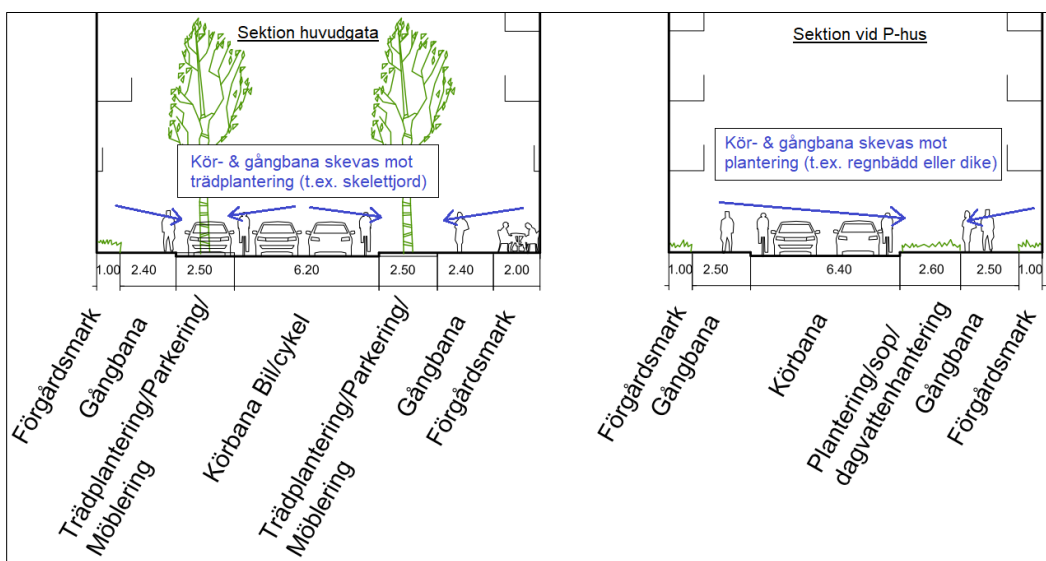 Sektion huvudgata
Kör- & gångbana skevas mot
trädplantering (t.ex. skelettjord)
1.00 2.40 2.50 6.20 2.50 2.40 2.00
Förgårdsmark
Gångbana
Trädplantering/Parkering/
Möblering
Körbana Bil/cykel
Trädplantering/Parkering/
Möblering
Gångbana
Förgårdsmark
Sektion vid P-hus
Kör- & gångbana skevas mot
plantering (t.ex. regnbädd eller dike)
1.00 2.50 6.40 2.60 2.50 1.00
Förgårdsmark
Gångbana
Körbana
Plantering/sop/
dagvattenhantering
Gångbana
Förgårdsmark